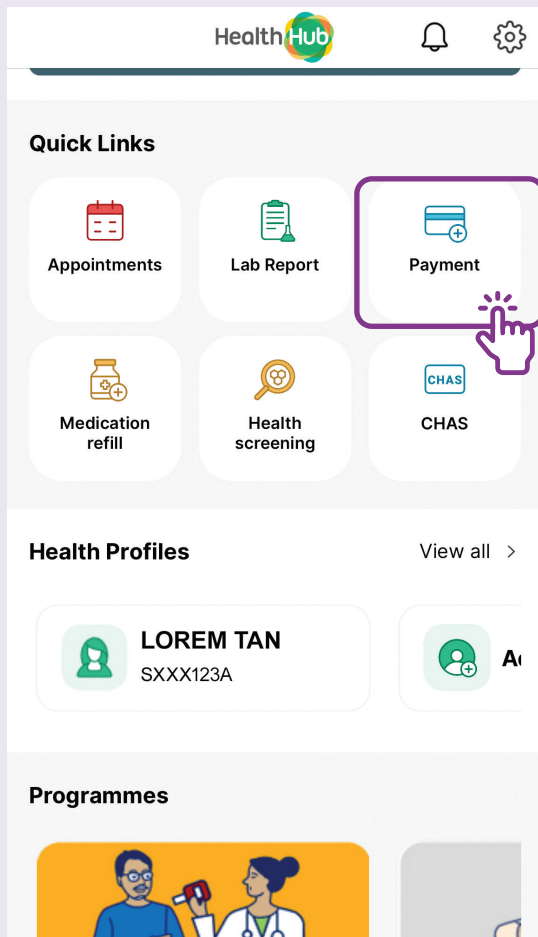 HealthHub
Quick Links
Appointments
Lab Report
Payment
Medication
refill
Health
screening
CHAS
CHAS
Health Profiles
View all >
LOREM TAN
SXXX123A
Programmes